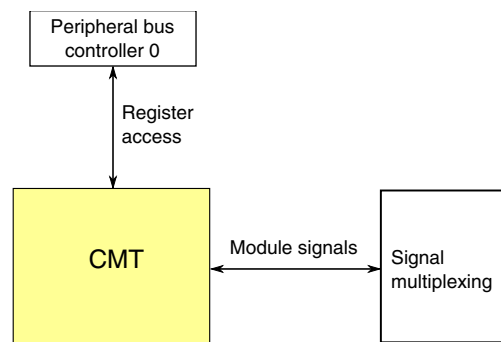 Peripheral bus
controller 0
Register
access
CMT
Module signals
Signal
multiplexing